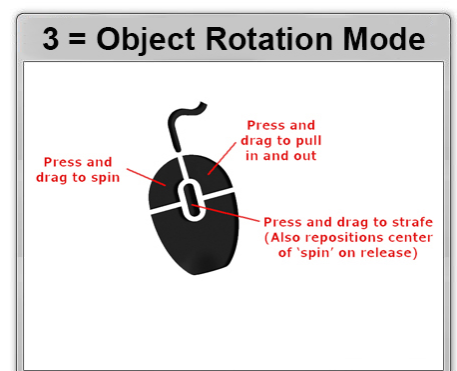 3 = Object Rotation Mode
Press and
drag to pull
in and out
Press and
drag to spin
Press and drag to strafe
(Also repositions center
of ‘spin’ on release)